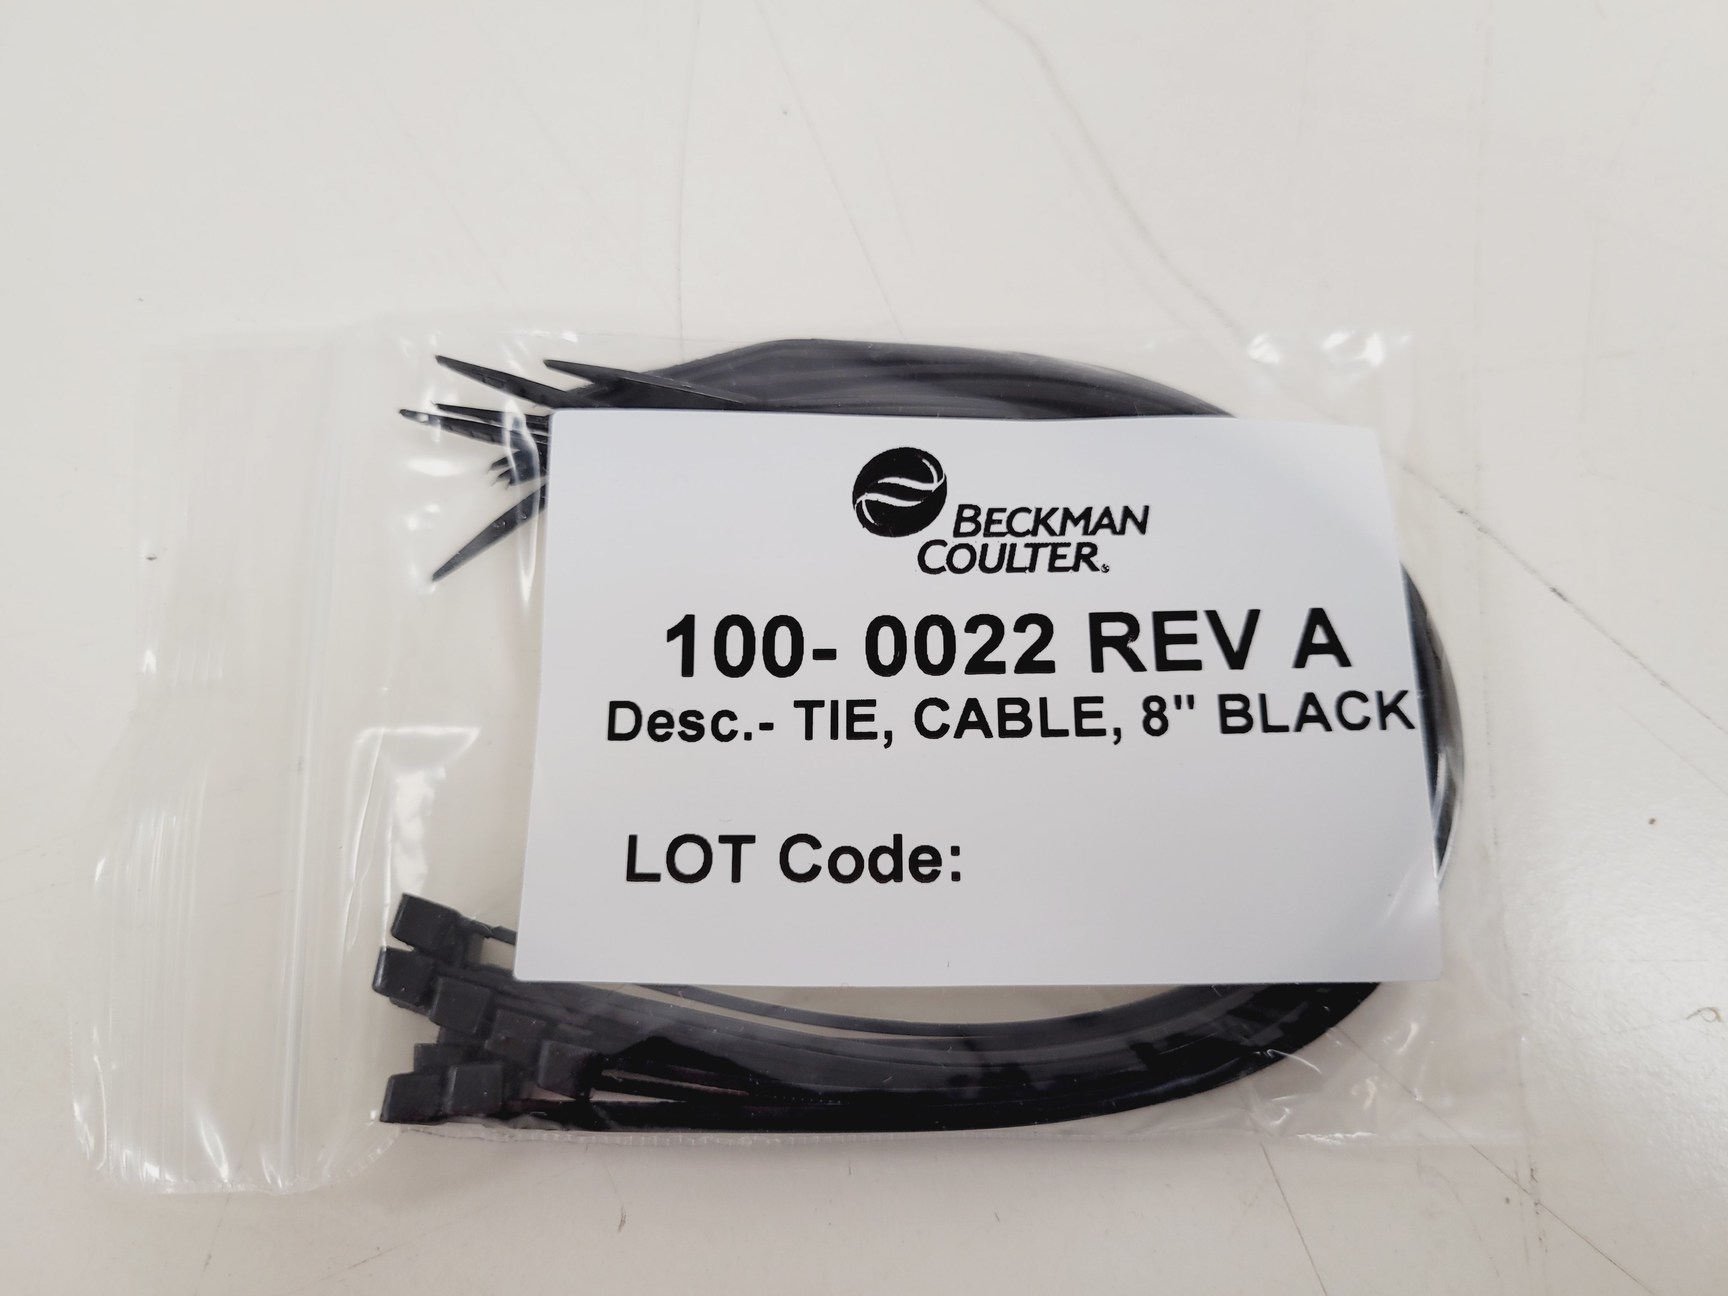 BECKMAN
COULTER®
100- 0022 REV A
Desc.- TIE, CABLE, 8" BLACK
LOT Code: